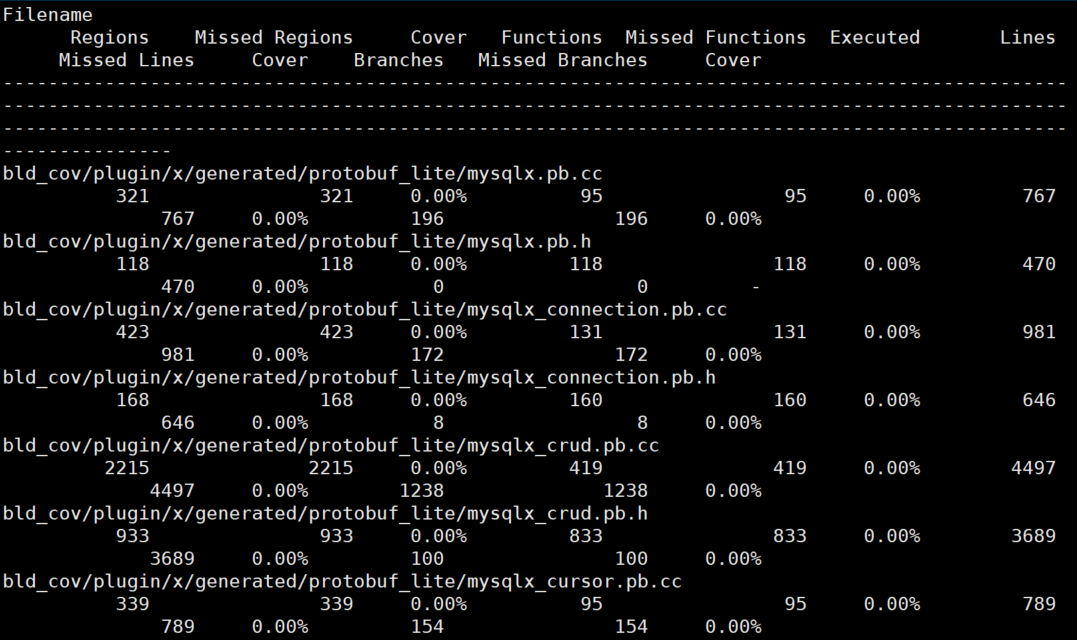 Filename
Regions Missed Regions Cover Functions Missed Functions Executed Lines
Missed Lines Cover Branches Missed Branches Cover
----------------------------------------------------------------------------------------------
----------------------------------------------------------------------------------------------
----------------------------------------------------------------------------------------------
---------------
bld_cov/plugin/x/generated/protobuf_lite/mysqlx.pb.cc
321 321 0.00% 95 95 0.00% 767
767 0.00% 196 196 0.00%
bld_cov/plugin/x/generated/protobuf_lite/mysqlx.pb.h
118 118 0.00% 118 118 0.00% 470
470 0.00% 0 0 -
bld_cov/plugin/x/generated/protobuf_lite/mysqlx_connection.pb.cc
423 423 0.00% 131 131 0.00% 981
981 0.00% 172 172 0.00%
bld_cov/plugin/x/generated/protobuf_lite/mysqlx_connection.pb.h
168 168 0.00% 160 160 0.00% 646
646 0.00% 8 8 0.00%
bld_cov/plugin/x/generated/protobuf_lite/mysqlx_crud.pb.cc
2215 2215 0.00% 419 419 0.00% 4497
4497 0.00% 1238 1238 0.00%
bld_cov/plugin/x/generated/protobuf_lite/mysqlx_crud.pb.h
933 933 0.00% 833 833 0.00% 3689
3689 0.00% 100 100 0.00%
bld_cov/plugin/x/generated/protobuf_lite/mysqlx_cursor.pb.cc
339 339 0.00% 95 95 0.00% 789
789 0.00% 154 154 0.00%